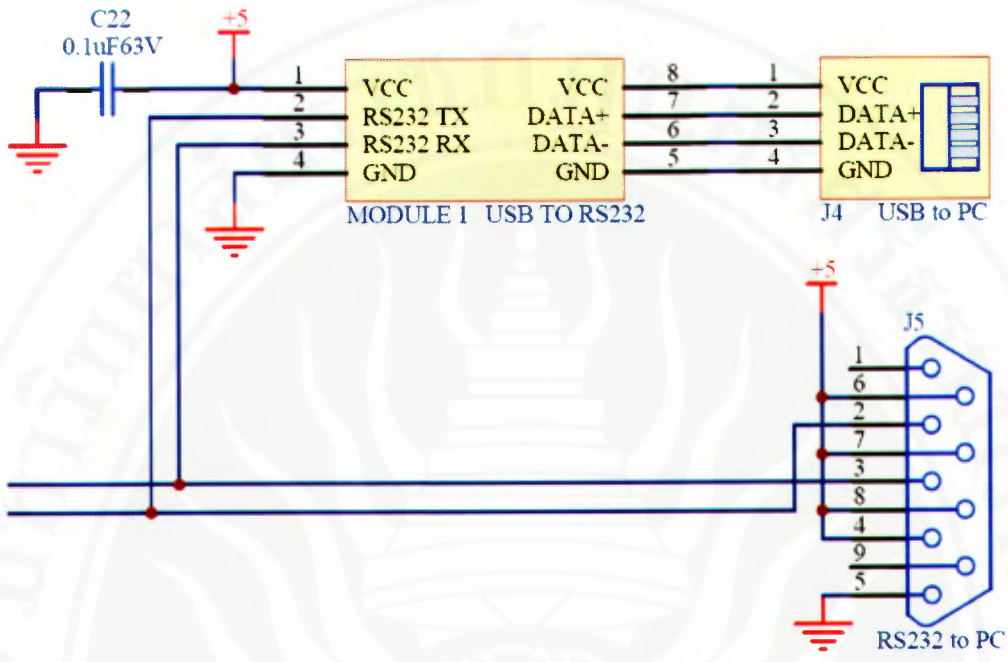 C22
0.1uF63V
+5
1 VCC VCC 8 1 VCC
2 RS232 TX DATA+ 7 2 DATA+
3 RS232 RX DATA- 6 3 DATA-
4 GND GND 5 4 GND
MODULE 1 USB TO RS232
J4 USB to PC
+5
J5
1
6
2
7
3
8
4
9
5
RS232 to PC